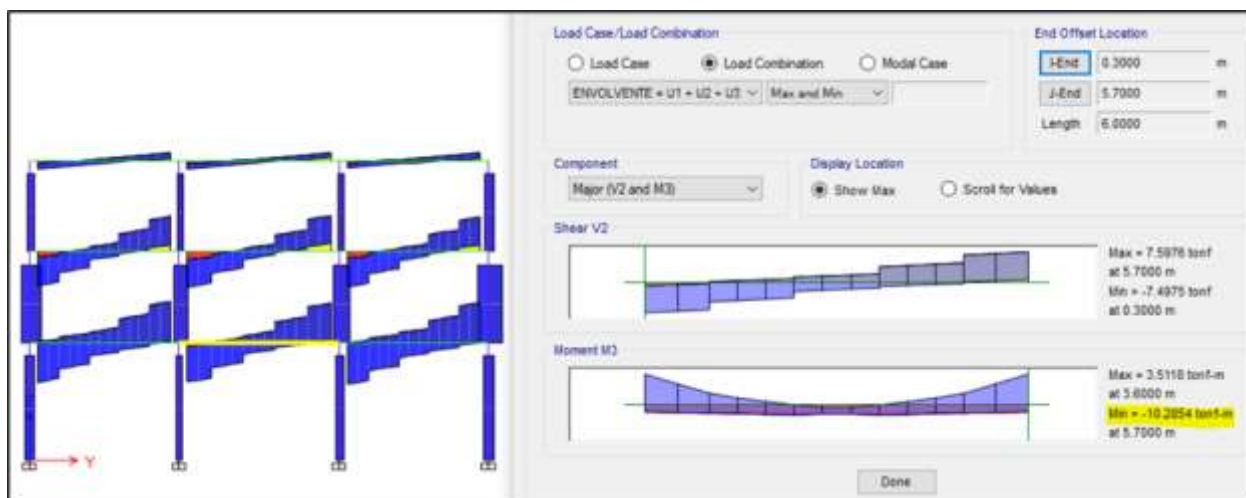 Load Case/Load Combination
Load Case
Load Combination
Modal Case
ENVOLVENTE = U1 + U2 + U3
Max and Min
End Offset Location
I-End 0.3000 m
J-End 5.7000 m
Length 6.0000 m
Component
Major (V2 and M3)
Display Location
Show Max
Scroll for Values
Shear V2
Max = 7.5976 tonf
at 5.7000 m
Min = -7.4975 tonf
at 0.3000 m
Moment M3
Max = 3.5118 tonf-m
at 3.6000 m
Min = -10.2854 tonf-m
at 5.7000 m
Done
Y